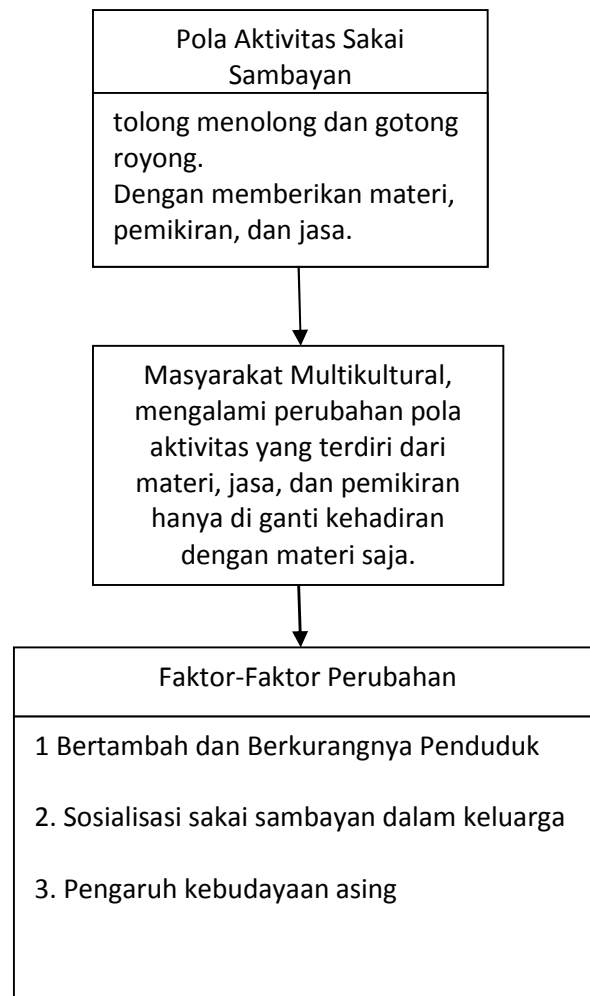 Pola Aktivitas Sakai
Sambayan
tolong menolong dan gotong
royong.
Dengan memberikan materi,
pemikiran, dan jasa.
Masyarakat Multikultural,
mengalami perubahan pola
aktivitas yang terdiri dari
materi, jasa, dan pemikiran
hanya di ganti kehadiran
dengan materi saja.
Faktor-Faktor Perubahan
1 Bertambah dan Berkurangnya Penduduk
2. Sosialisasi sakai sambayan dalam keluarga
3. Pengaruh kebudayaan asing